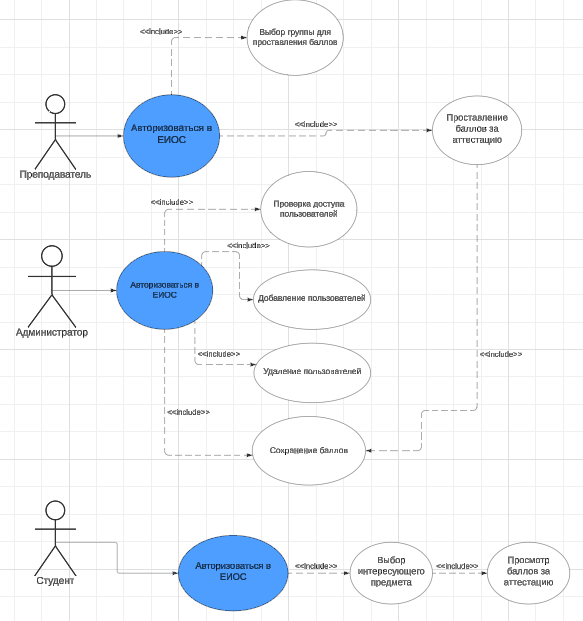 <<include>>
Выбор группы для
проставления баллов
<<include>>
Авторизоваться в
ЕИОС
Проставление
баллов за
аттестацию
Преподаватель
<<include>>
Проверка доступа
пользователей
<<include>>
Авторизоваться в
ЕИОС
Добавление пользователей
Администратор
<<include>>
<<include>>
Удаление пользователей
<<include>>
Сохранение баллов
Студент
Авторизоваться в
ЕИОС
<<include>>
Выбор
интересующего
предмета
<<include>>
Просмотр
баллов за
аттестацию